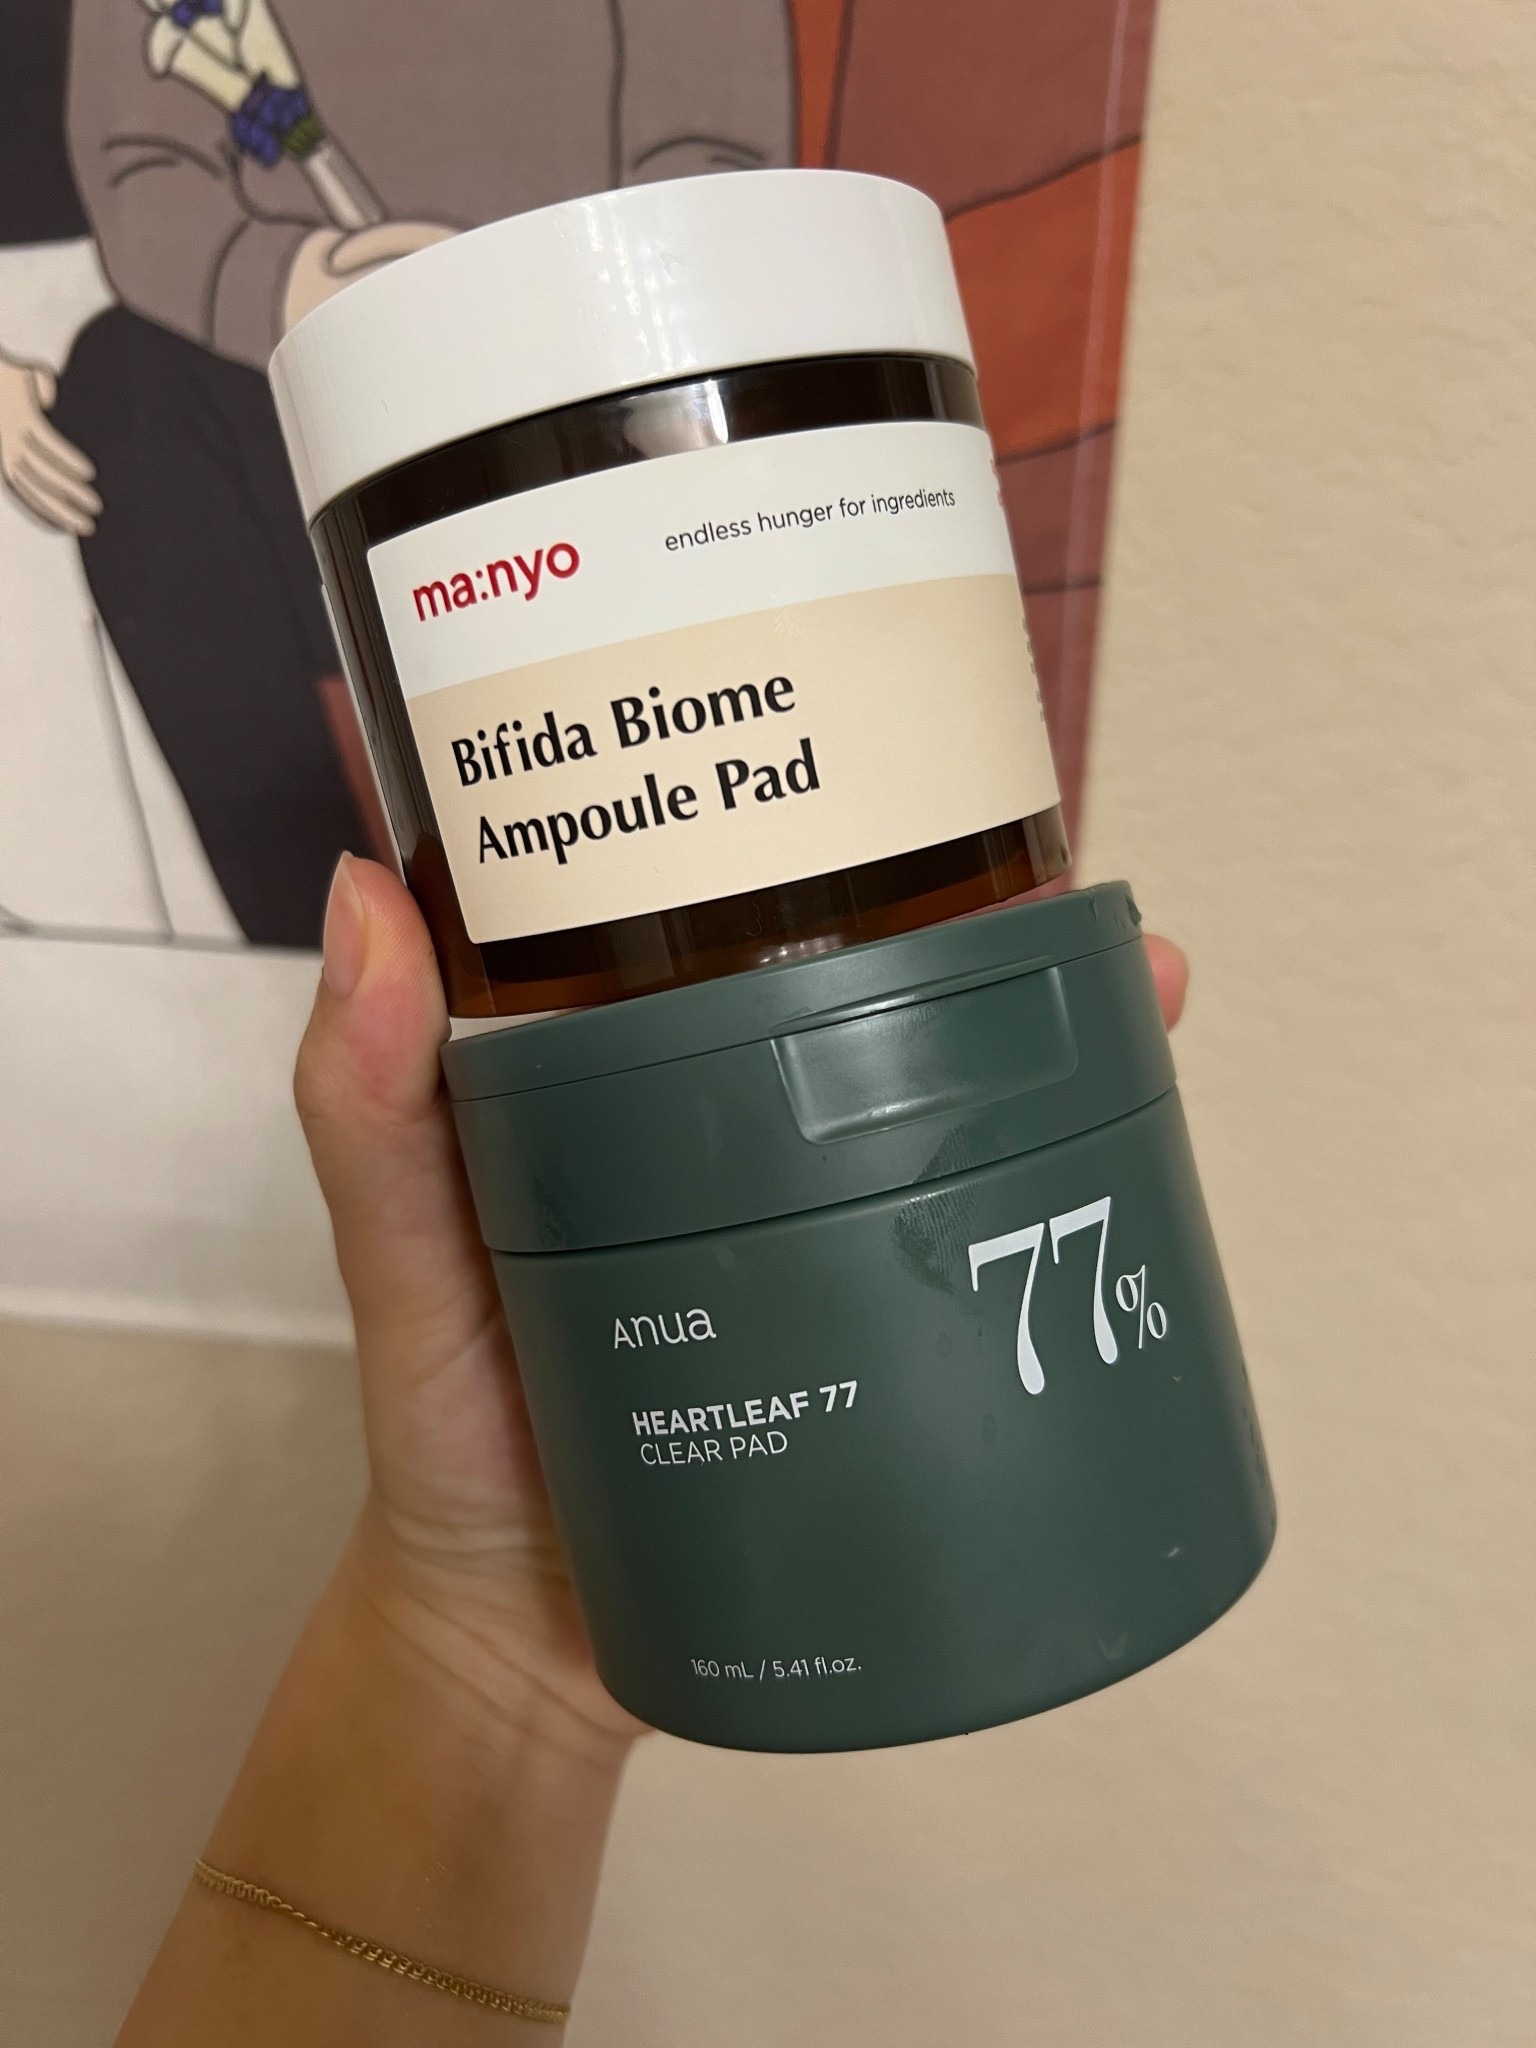 ma:nyo
endless hunger for ingredients
Bifida Biome
Ampoule Pad
77%
Anua
HEARTLEAF 77
CLEAR PAD
160 mL / 5.41 fl.oz.